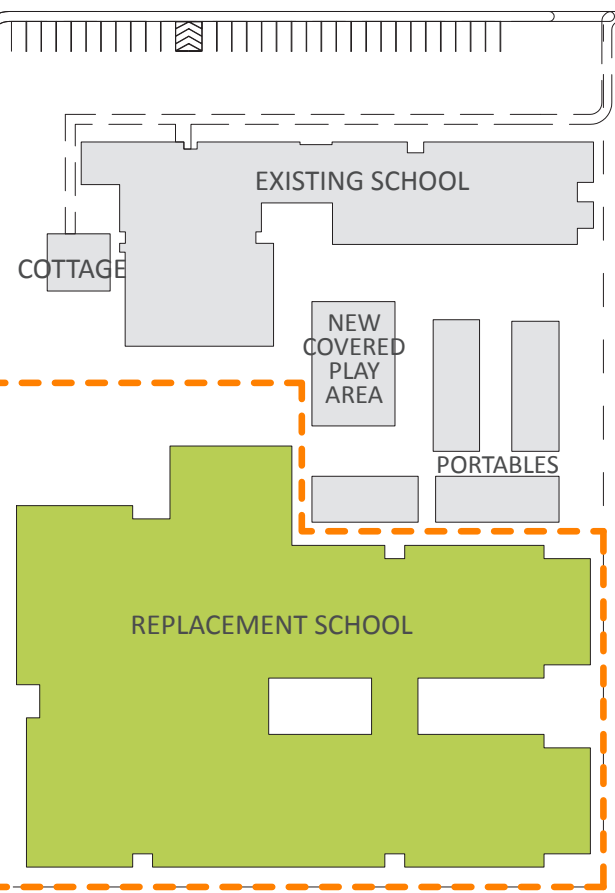 EXISTING SCHOOL
COTTAGE
NEW
COVERED
PLAY
AREA
PORTABLES
REPLACEMENT SCHOOL